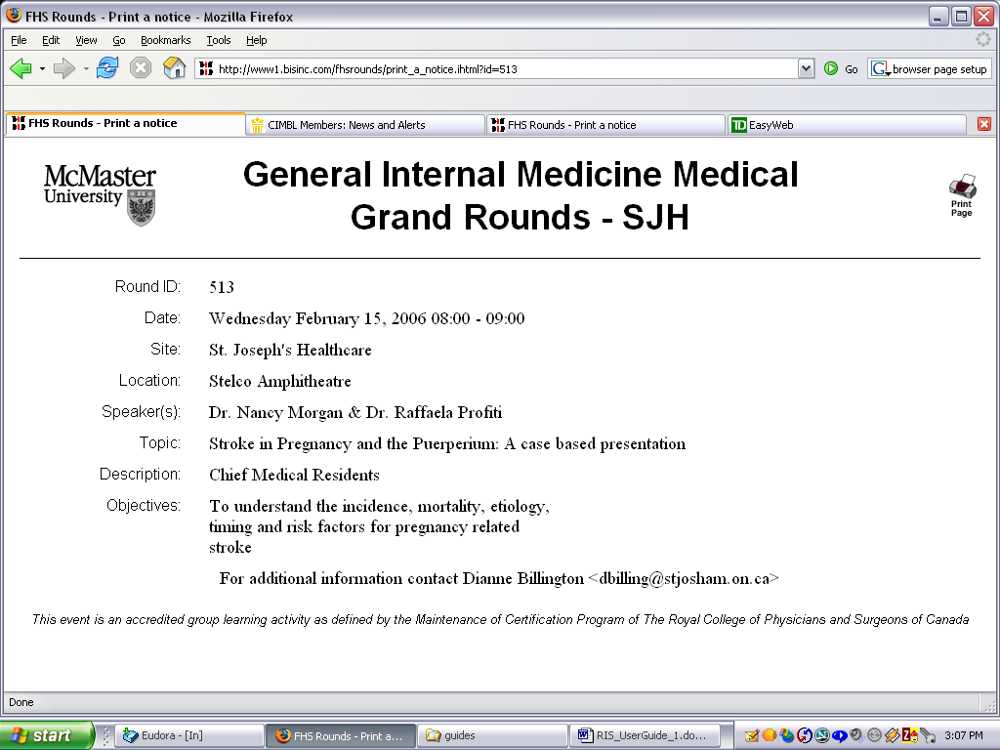 FHS Rounds - Print a notice - Mozilla Firefox
File Edit View Go Bookmarks Tools Help
http://www1.bisinc.com/fhsrounds/print_a_notice.ihtml?id=513 Go G browser page setup
FHS Rounds - Print a notice CIMBL Members: News and Alerts FHS Rounds - Print a notice TD EasyWeb
McMaster
University
General Internal Medicine Medical
Grand Rounds - SJH
Print
Page
Round ID: 513
Date: Wednesday February 15, 2006 08:00 - 09:00
Site: St. Joseph's Healthcare
Location: Stelco Amphitheatre
Speaker(s): Dr. Nancy Morgan & Dr. Raffaela Profiti
Topic: Stroke in Pregnancy and the Puerperium: A case based presentation
Description: Chief Medical Residents
Objectives: To understand the incidence, mortality, etiology,
timing and risk factors for pregnancy related
stroke
For additional information contact Dianne Billington <dbilling@stjosham.on.ca>
This event is an accredited group learning activity as defined by the Maintenance of Certification Program of The Royal College of Physicians and Surgeons of Canada
Done
start Eudora - [In] FHS Rounds - Print a... guides RIS_UserGuide_1.do... 3:07 PM